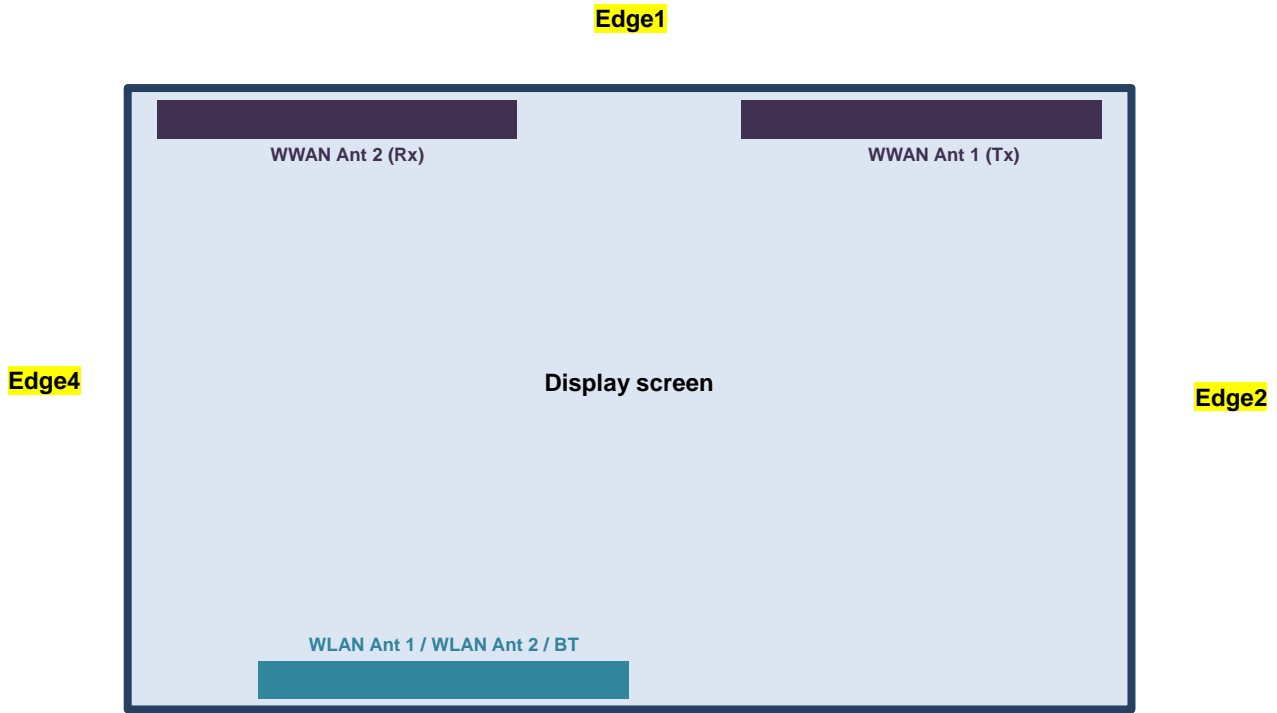 Edge1
WWAN Ant 2 (Rx)
WWAN Ant 1 (Tx)
Edge4
Display screen
Edge2
WLAN Ant 1 / WLAN Ant 2 / BT